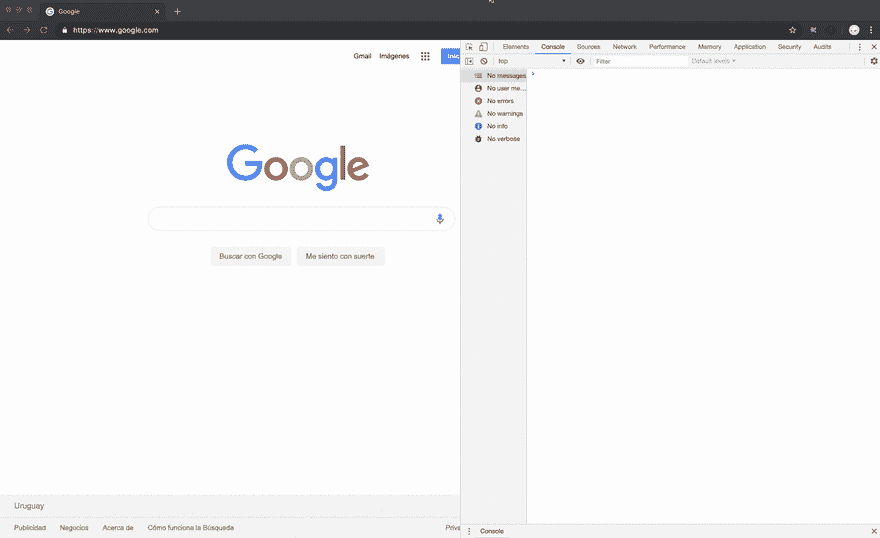 Google
https://www.google.com
Gmail Imágenes Inic
Google
Buscar con Google Me siento con suerte
Uruguay
Publicidad Negocios Acerca de Cómo funciona la Búsqueda Priva
Elements Console Sources Network Performance Memory Application Security Audits
top Filter Default levels
No messages
No user me...
No errors
No warnings
No info
No verbose
Console